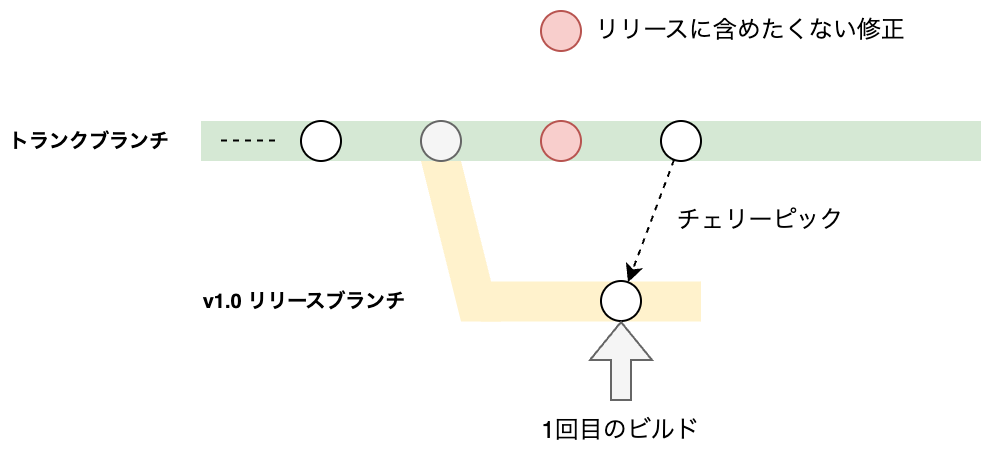 リリースに含めたくない修正
トランクブランチ
チェリーピック
v1.0 リリースブランチ
1回目のビルド